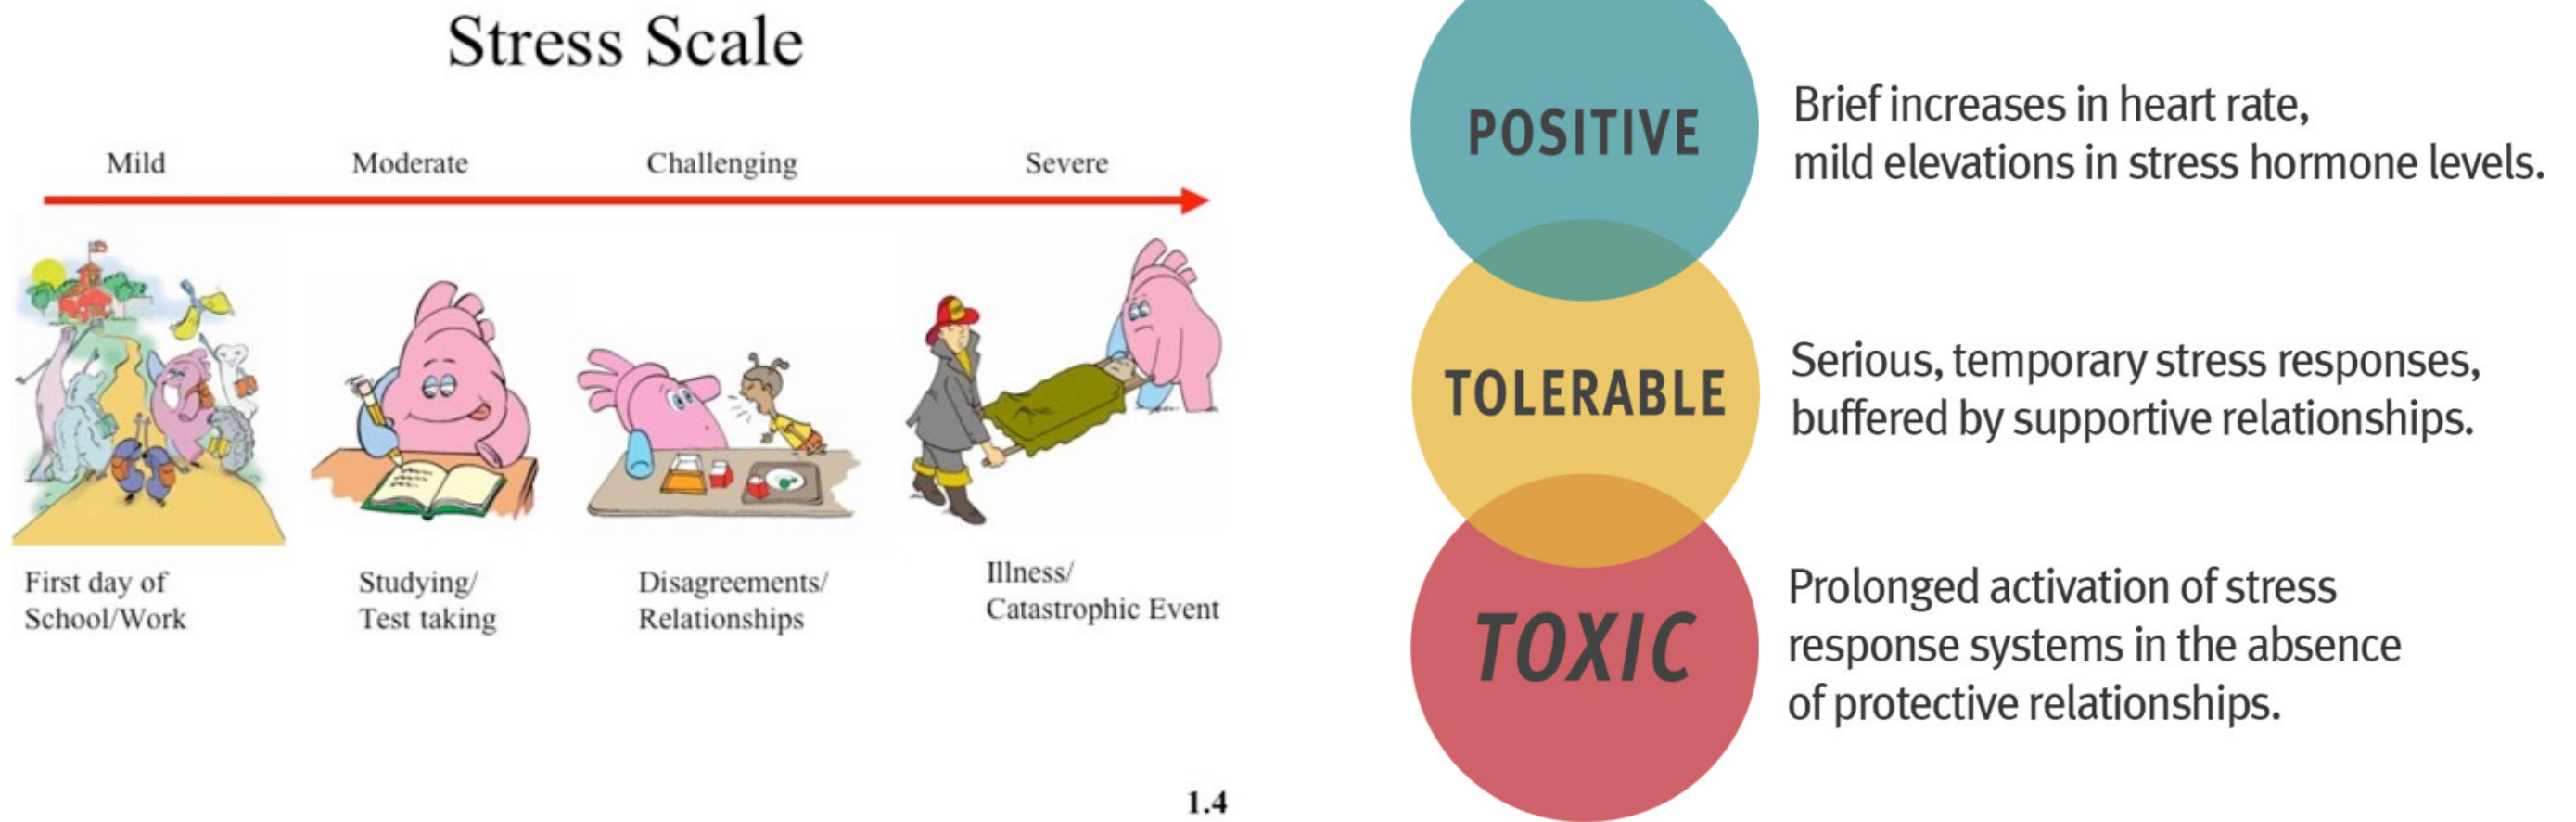 Stress Scale
Mild
Moderate
Challenging
Severe
First day of
School/Work
Studying/
Test taking
Disagreements/
Relationships
Illness/
Catastrophic Event
1.4
POSITIVE
Brief increases in heart rate,
mild elevations in stress hormone levels.
TOLERABLE
Serious, temporary stress responses,
buffered by supportive relationships.
TOXIC
Prolonged activation of stress
response systems in the absence
of protective relationships.